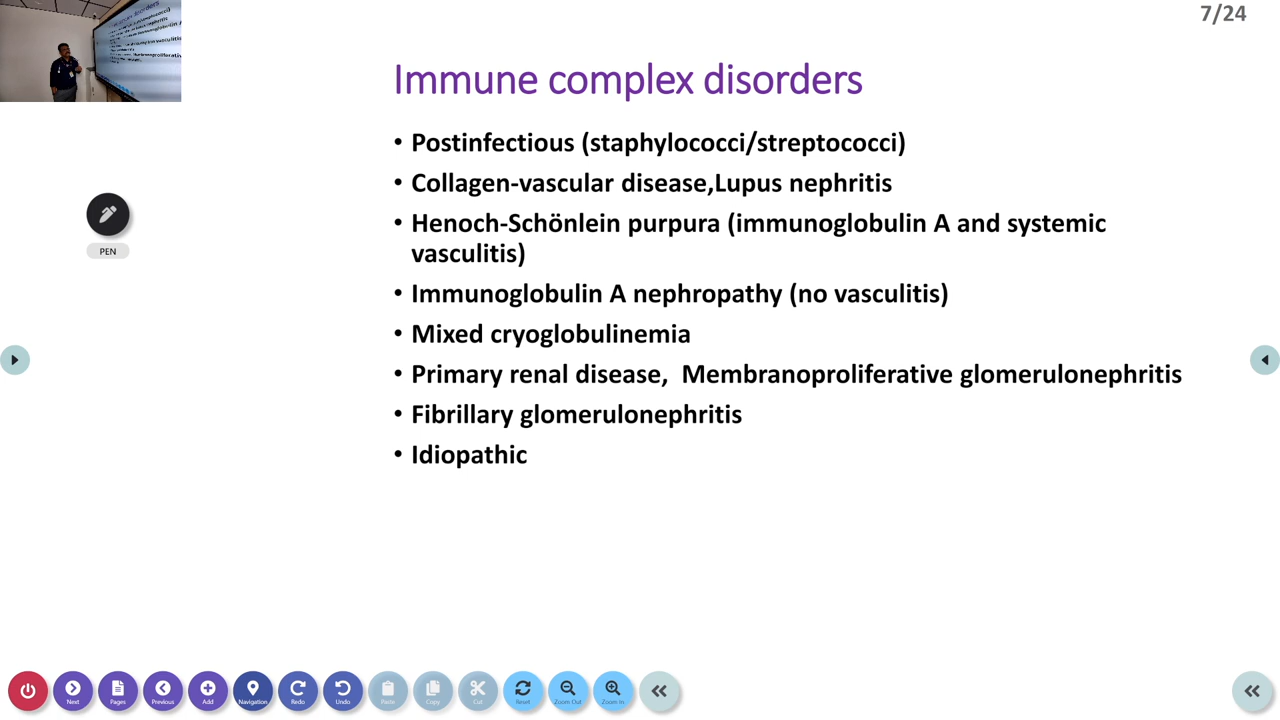 7/24
Immune complex disorders
• Postinfectious (staphylococci/streptococci)
• Collagen-vascular disease,Lupus nephritis
• Henoch-Schönlein purpura (immunoglobulin A and systemic
vasculitis)
• Immunoglobulin A nephropathy (no vasculitis)
• Mixed cryoglobulinemia
• Primary renal disease,  Membranoproliferative glomerulonephritis
• Fibrillary glomerulonephritis
• Idiopathic
PEN
Next
Pages
Previous
Add
Navigation
Redo
Undo
Paste
Copy
Cut
Reset
Zoom Out
Zoom In